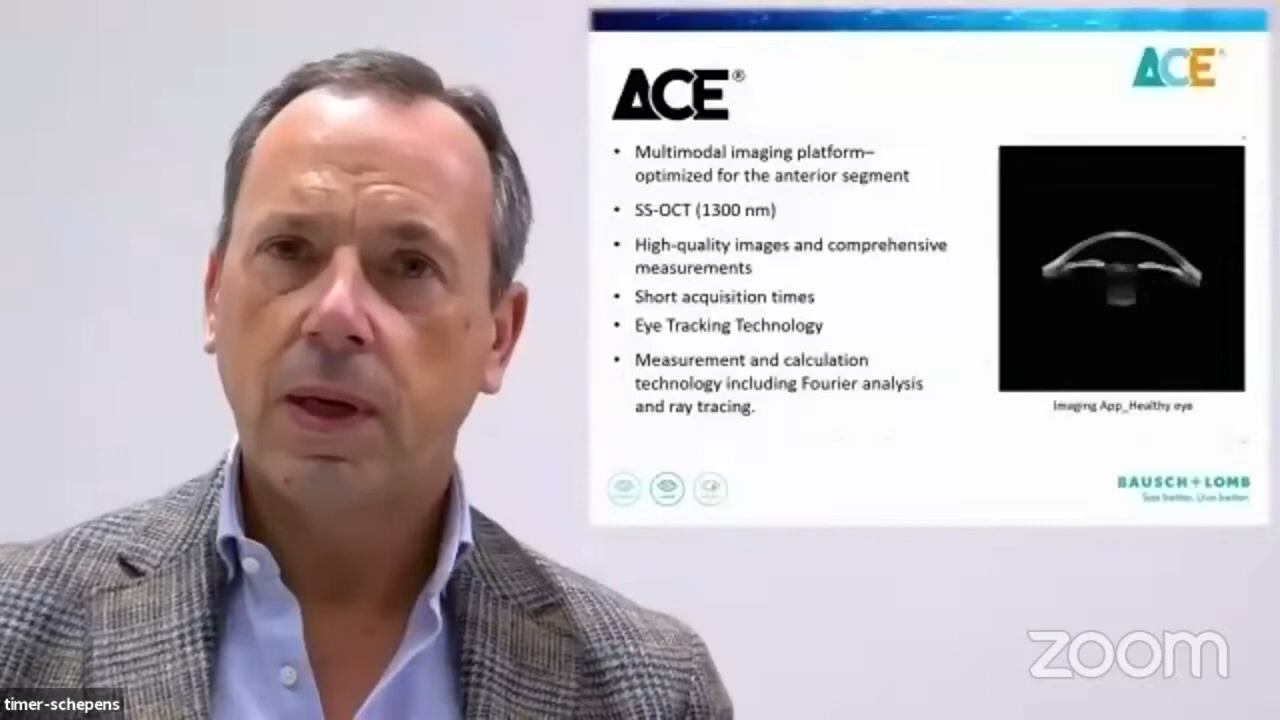 ACE®
ACE
• Multimodal imaging platform–
optimized for the anterior segment
• SS-OCT (1300 nm)
• High-quality images and comprehensive
measurements
• Short acquisition times
• Eye Tracking Technology
• Measurement and calculation
technology including Fourier analysis
and ray tracing.
Imaging App_Healthy eye
BAUSCH + LOMB
See better. Live better.
zoom
timer-schepens